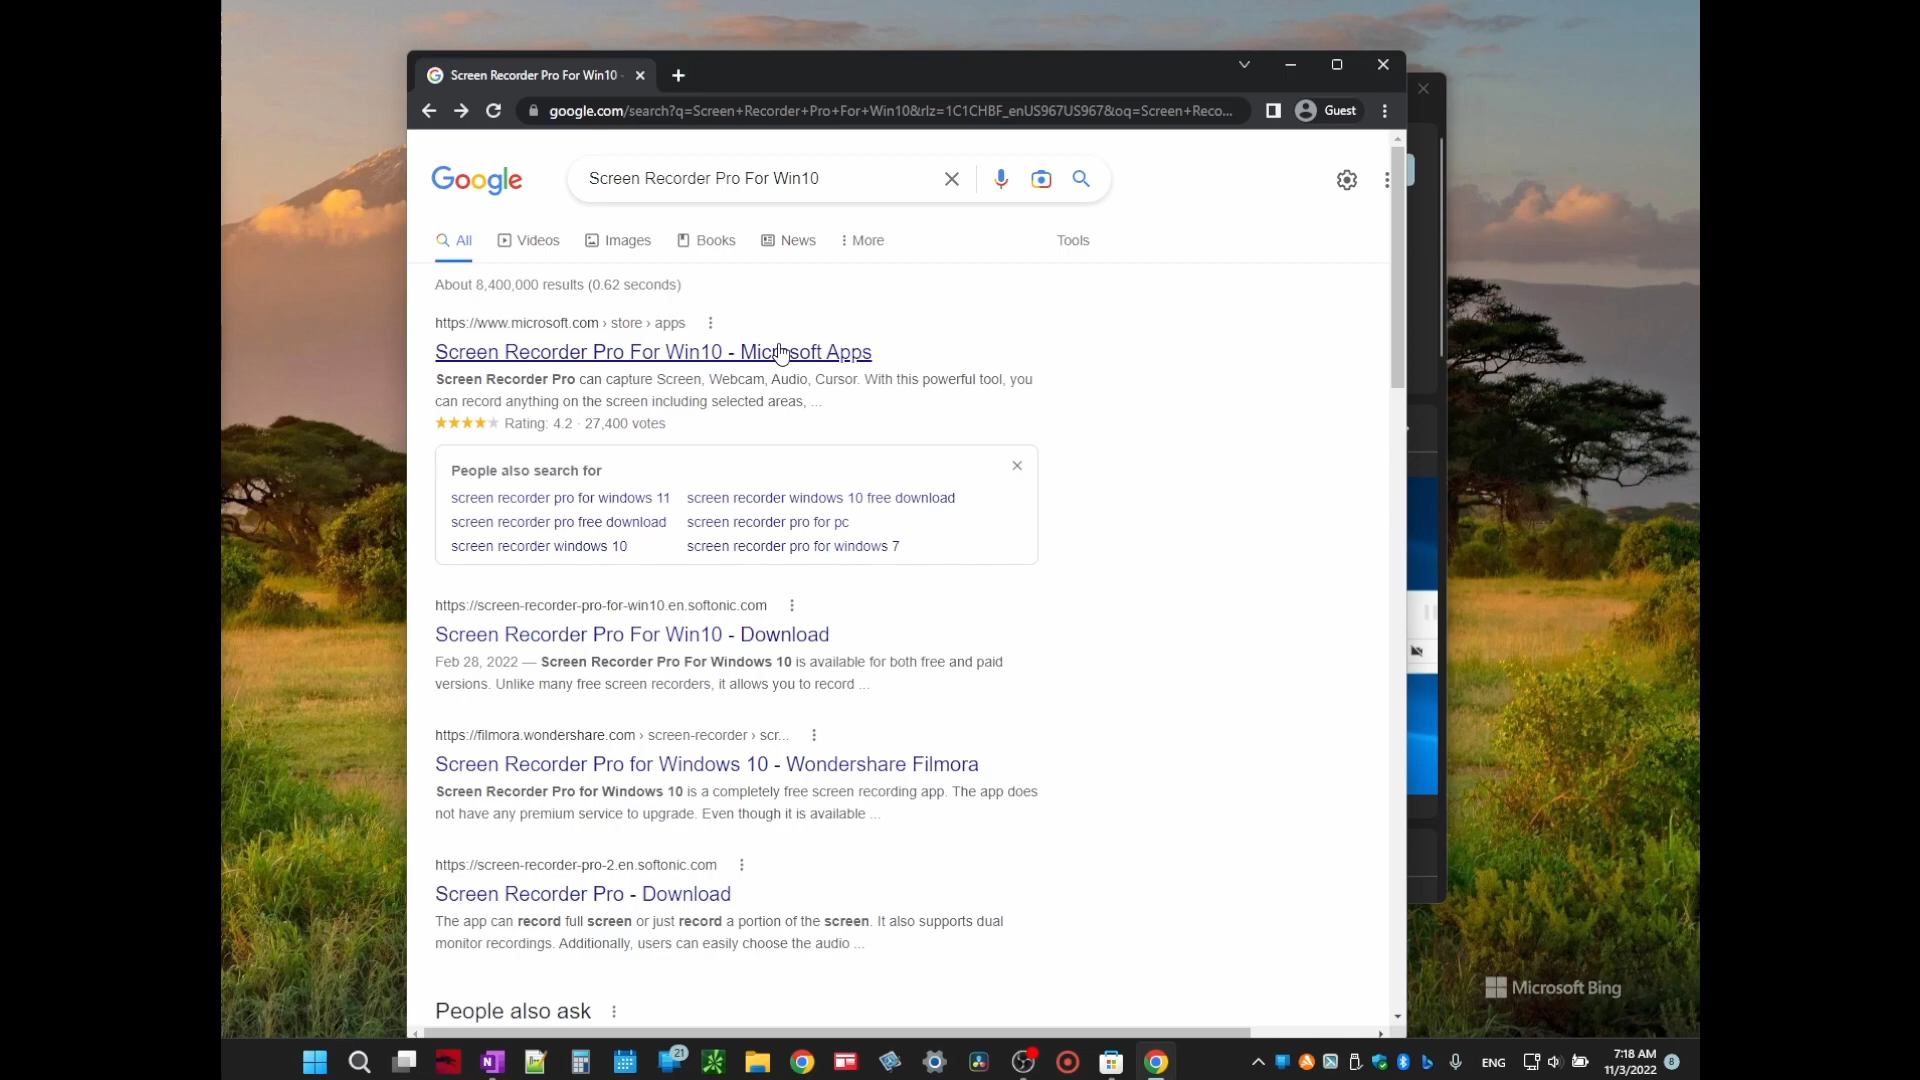 Screen Recorder Pro For Win10 -
google.com/search?q=Screen+Recorder+Pro+For+Win10&rlz=1C1CHBF_enUS967US967&oq=Screen+Reco...
Guest
Google
Screen Recorder Pro For Win10
All
Videos
Images
Books
News
More
Tools
About 8,400,000 results (0.62 seconds)
https://www.microsoft.com › store › apps
Screen Recorder Pro For Win10 - Microsoft Apps
Screen Recorder Pro can capture Screen, Webcam, Audio, Cursor. With this powerful tool, you
can record anything on the screen including selected areas, ...
Rating: 4.2 · 27,400 votes
People also search for
screen recorder pro for windows 11
screen recorder windows 10 free download
screen recorder pro free download
screen recorder pro for pc
screen recorder windows 10
screen recorder pro for windows 7
https://screen-recorder-pro-for-win10.en.softonic.com
Screen Recorder Pro For Win10 - Download
Feb 28, 2022 — Screen Recorder Pro For Windows 10 is available for both free and paid
versions. Unlike many free screen recorders, it allows you to record ...
https://filmora.wondershare.com › screen-recorder › scr...
Screen Recorder Pro for Windows 10 - Wondershare Filmora
Screen Recorder Pro for Windows 10 is a completely free screen recording app. The app does
not have any premium service to upgrade. Even though it is available ...
https://screen-recorder-pro-2.en.softonic.com
Screen Recorder Pro - Download
The app can record full screen or just record a portion of the screen. It also supports dual
monitor recordings. Additionally, users can easily choose the audio ...
People also ask
Microsoft Bing
21
ENG
7:18 AM
11/3/2022
8